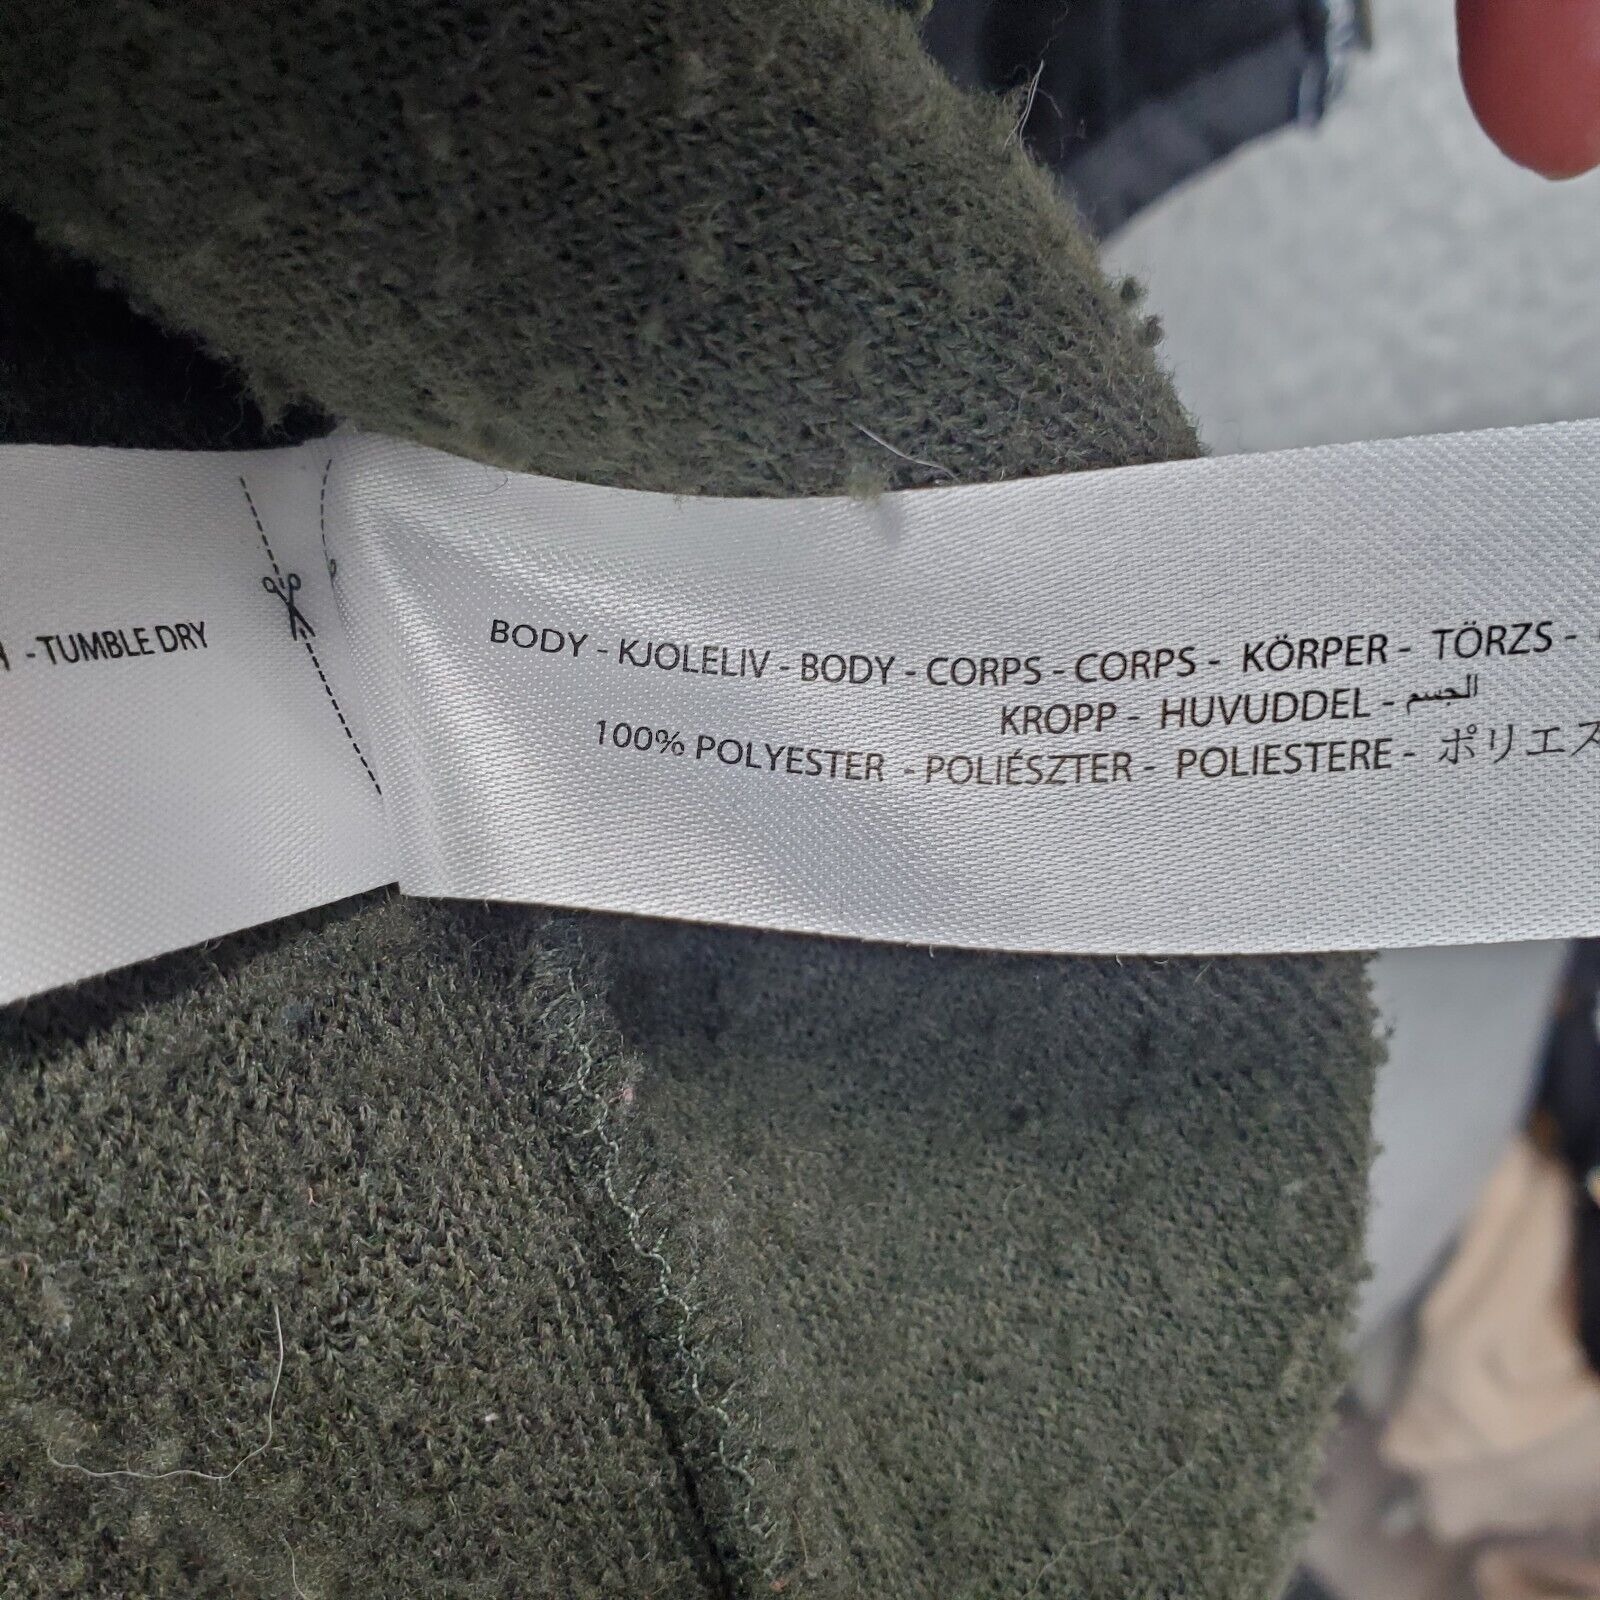 - TUMBLE DRY
BODY - KJOLELIV - BODY - CORPS - CORPS - KÖRPER - TÖRZS -
KROPP - HUVUDDEL - الجسم
100% POLYESTER - POLIÉSZTER - POLIESTERE - ポリエス